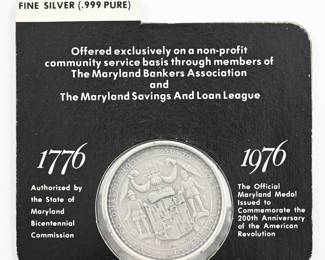 FINE SILVER (.999 PURE)
Offered exclusively on a non-profit
community service basis through members of
The Maryland Bankers Association
and
The Maryland Savings And Loan League
1776
Authorized by
the State of
Maryland
Bicentennial
Commission
1976
The Official
Maryland Medal
Issued to
Commemorate the
200th Anniversary
of the American
Revolution